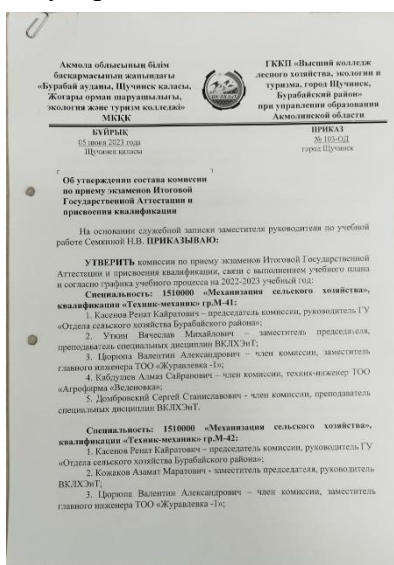 Ақмола облысының білім
басқармасының жанындағы
«Бурабай ауданы, Щучинск қаласы,
Жоғары орман шаруашылығы,
экология және туризм колледжі»
МКҚК
ГККП «Высший колледж
лесного хозяйства, экологии и
туризма, город Щучинск,
Бурабайский район»
при управлении образования
Акмолинской области
БҰЙРЫҚ
05 июня 2023 года
Щучинск қаласы
ПРИКАЗ
№ 103-ОД
город Щучинск
Об утверждении состава комиссии
по приему экзаменов Итоговой
Государственной Аттестации и
присвоения квалификации
На основании служебной записки заместителя руководителя по учебной
работе Семкиной Н.В. ПРИКАЗЫВАЮ:
УТВЕРИТЬ комиссии по приему экзаменов Итоговой Государственной
Аттестации и присвоения квалификации, связи с выполнением учебного плана
и согласно графика учебного процесса на 2022-2023 учебный год:
Специальность: 1510000 «Механизация сельского хозяйства»,
квалификации «Техник-механик» гр.М-41:
1. Касенов Ренат Кайратович – председатель комиссии, руководитель ГУ
«Отдела сельского хозяйства Бурабайского района»;
2. Уткин Вячеслав Михайлович – заместитель председателя,
преподаватель специальных дисциплин ВКЛХЭиТ;
3. Цюрюпа Валентин Александрович – член комиссии, заместитель
главного инженера ТОО «Журавлевка -1»;
4. Кабдушев Алмаз Сайранович – член комиссии, техник-инженер ТОО
«Агрофирма «Веденовка»;
5. Домбровский Сергей Станиславович - член комиссии, преподаватель
специальных дисциплин ВКЛХЭиТ.
Специальность: 1510000 «Механизация сельского хозяйства»,
квалификации «Техник-механик» гр.М-42:
1. Касенов Ренат Кайратович – председатель комиссии, руководитель ГУ
«Отдела сельского хозяйства Бурабайского района»;
2. Кожаков Азамат Маратович - заместитель председателя, руководитель
ВКЛХЭиТ;
3. Цюрюпа Валентин Александрович – член комиссии, заместитель
главного инженера ТОО «Журавлевка -1»;